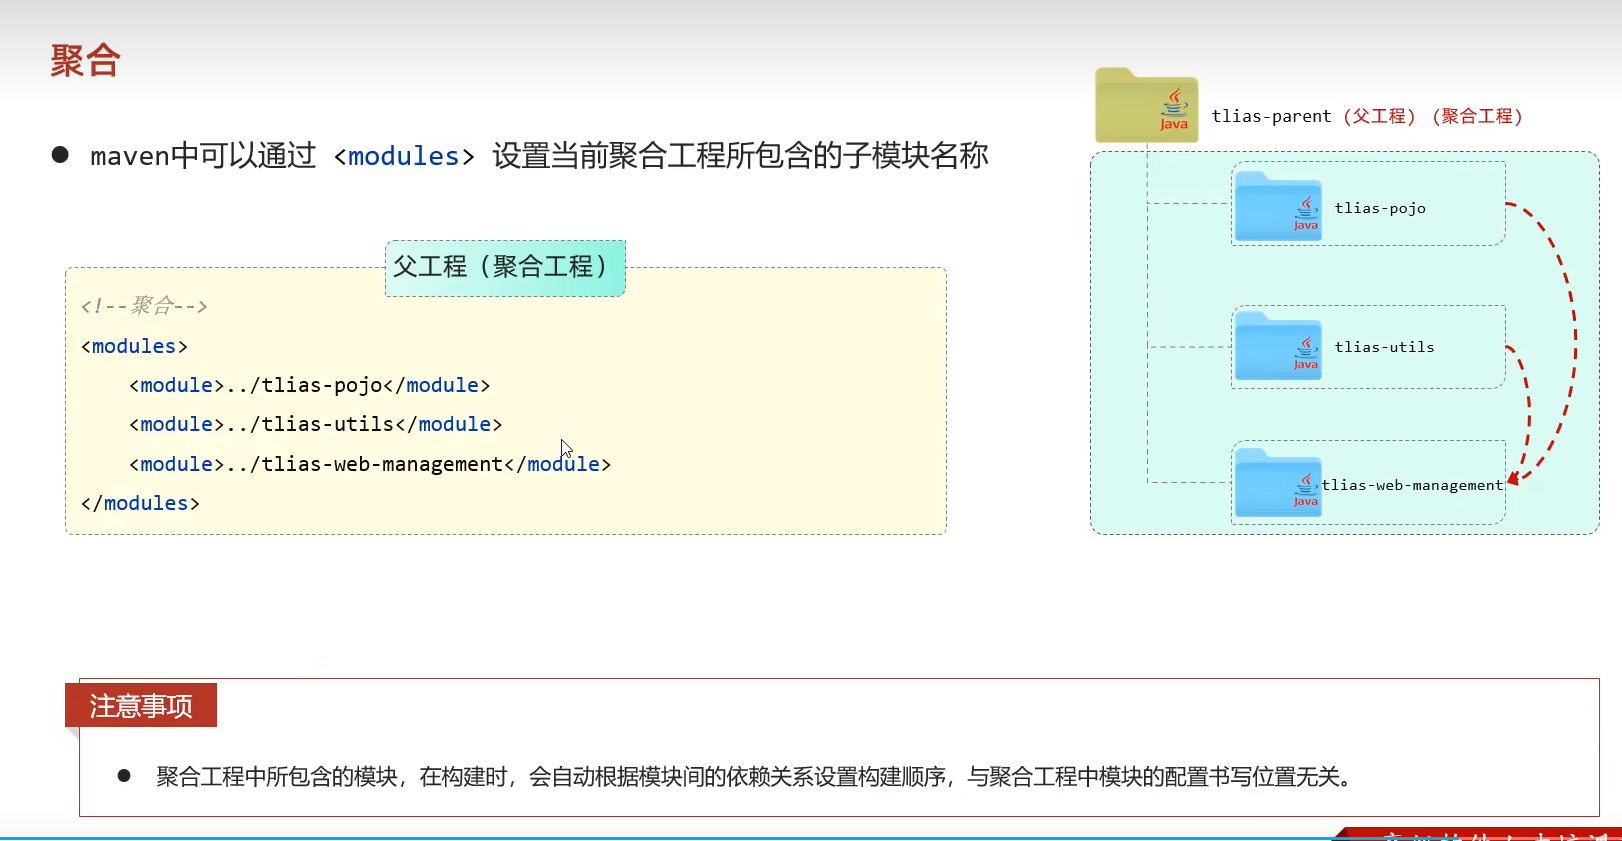 聚合
maven中可以通过 <modules> 设置当前聚合工程所包含的子模块名称
父工程（聚合工程）
<!--聚合-->
<modules>
    <module>../tlias-pojo</module>
    <module>../tlias-utils</module>
    <module>../tlias-web-management</module>
</modules>
Java
tlias-parent（父工程）（聚合工程）
Java
tlias-pojo
Java
tlias-utils
Java
tlias-web-management
注意事项
聚合工程中所包含的模块，在构建时，会自动根据模块间的依赖关系设置构建顺序，与聚合工程中模块的配置书写位置无关。